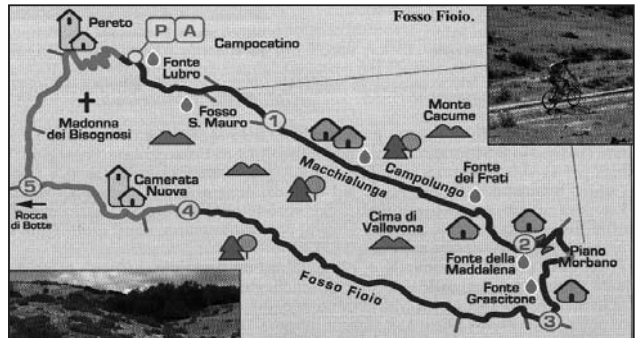 Fosso Fioio.
Pereto
P A
Campocatino
Fonte
Lubro
Fosso
S. Mauro
1
Madonna
dei Bisognosi
Monte
Cacume
Macchialunga
Campolungo
Fonte
dei Frati
5
Rocca
di Botte
Camerata
Nuova
4
Cima di
Vallevona
2
Piano
Morbano
Fonte della
Maddalena
Fonte
Grascitone
3
Fosso Fioio